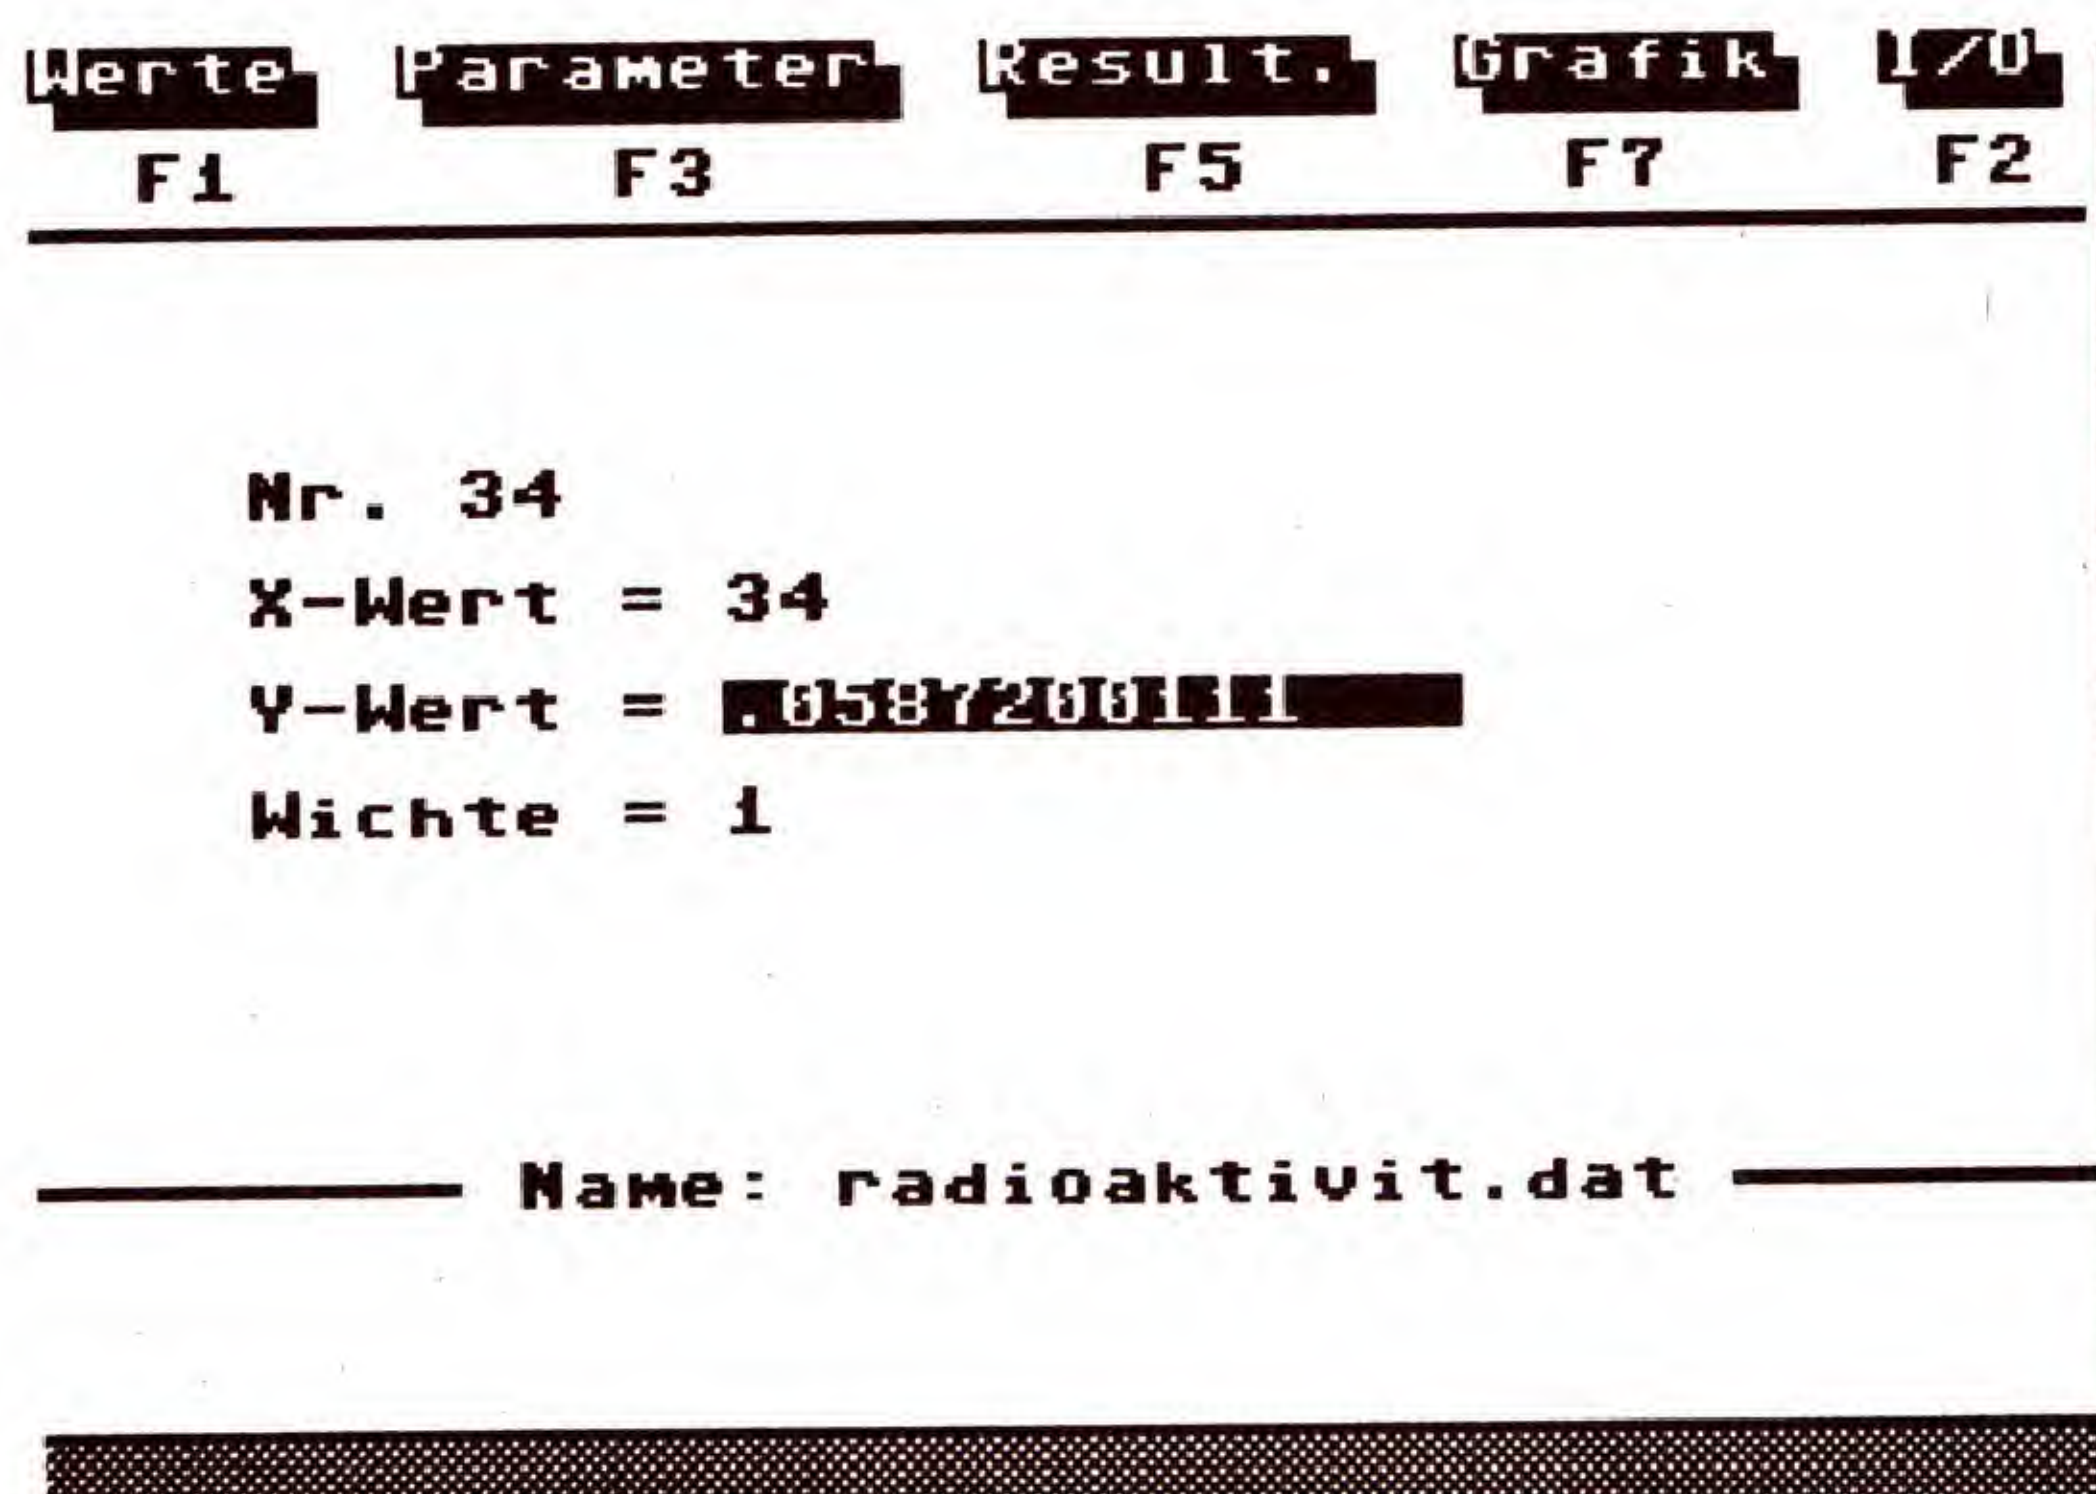 Werte Parameter Result. Grafik I/O
F1 F3 F5 F7 F2
Nr. 34
X-Wert = 34
Y-Wert = .0587200111
Wichte = 1
Name: radioaktivit.dat